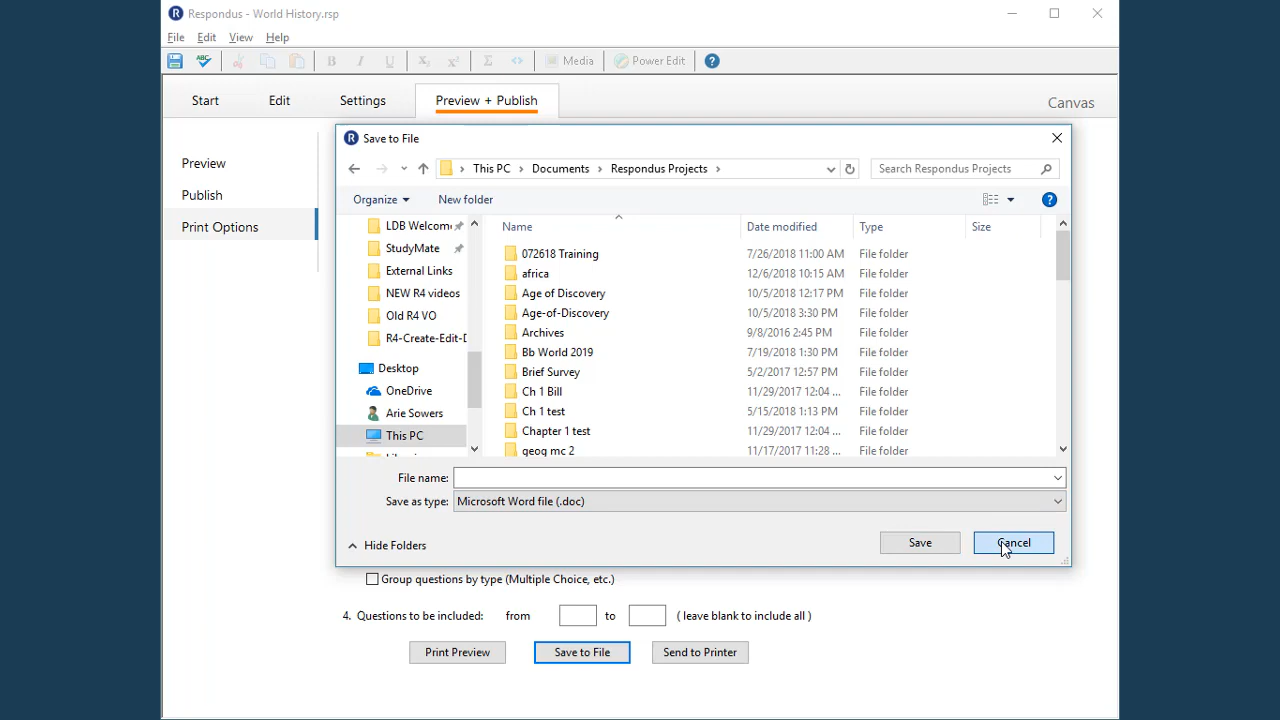 Respondus - World History.rsp
File Edit View Help
ABC B I U X₂ X² Σ <> Media Power Edit ?
Start Edit Settings Preview + Publish Canvas
Preview
Publish
Print Options
Save to File
This PC > Documents > Respondus Projects > Search Respondus Projects
Organize New folder
Name Date modified Type Size
LDB Welcom
StudyMate
External Links
NEW R4 videos
Old R4 VO
R4-Create-Edit-D
Desktop
OneDrive
Arie Sowers
This PC
072618 Training 7/26/2018 11:00 AM File folder
africa 12/6/2018 10:15 AM File folder
Age of Discovery 10/5/2018 12:17 PM File folder
Age-of-Discovery 10/5/2018 3:30 PM File folder
Archives 9/8/2016 2:45 PM File folder
Bb World 2019 7/19/2018 1:30 PM File folder
Brief Survey 5/2/2017 12:57 PM File folder
Ch 1 Bill 11/29/2017 12:04 ... File folder
Ch 1 test 5/15/2018 1:13 PM File folder
Chapter 1 test 11/29/2017 12:04 ... File folder
geog mc 2 11/17/2017 11:28 ... File folder
File name:
Save as type: Microsoft Word file (.doc)
Hide Folders Save Cancel
Group questions by type (Multiple Choice, etc.)
4. Questions to be included: from to ( leave blank to include all )
Print Preview Save to File Send to Printer